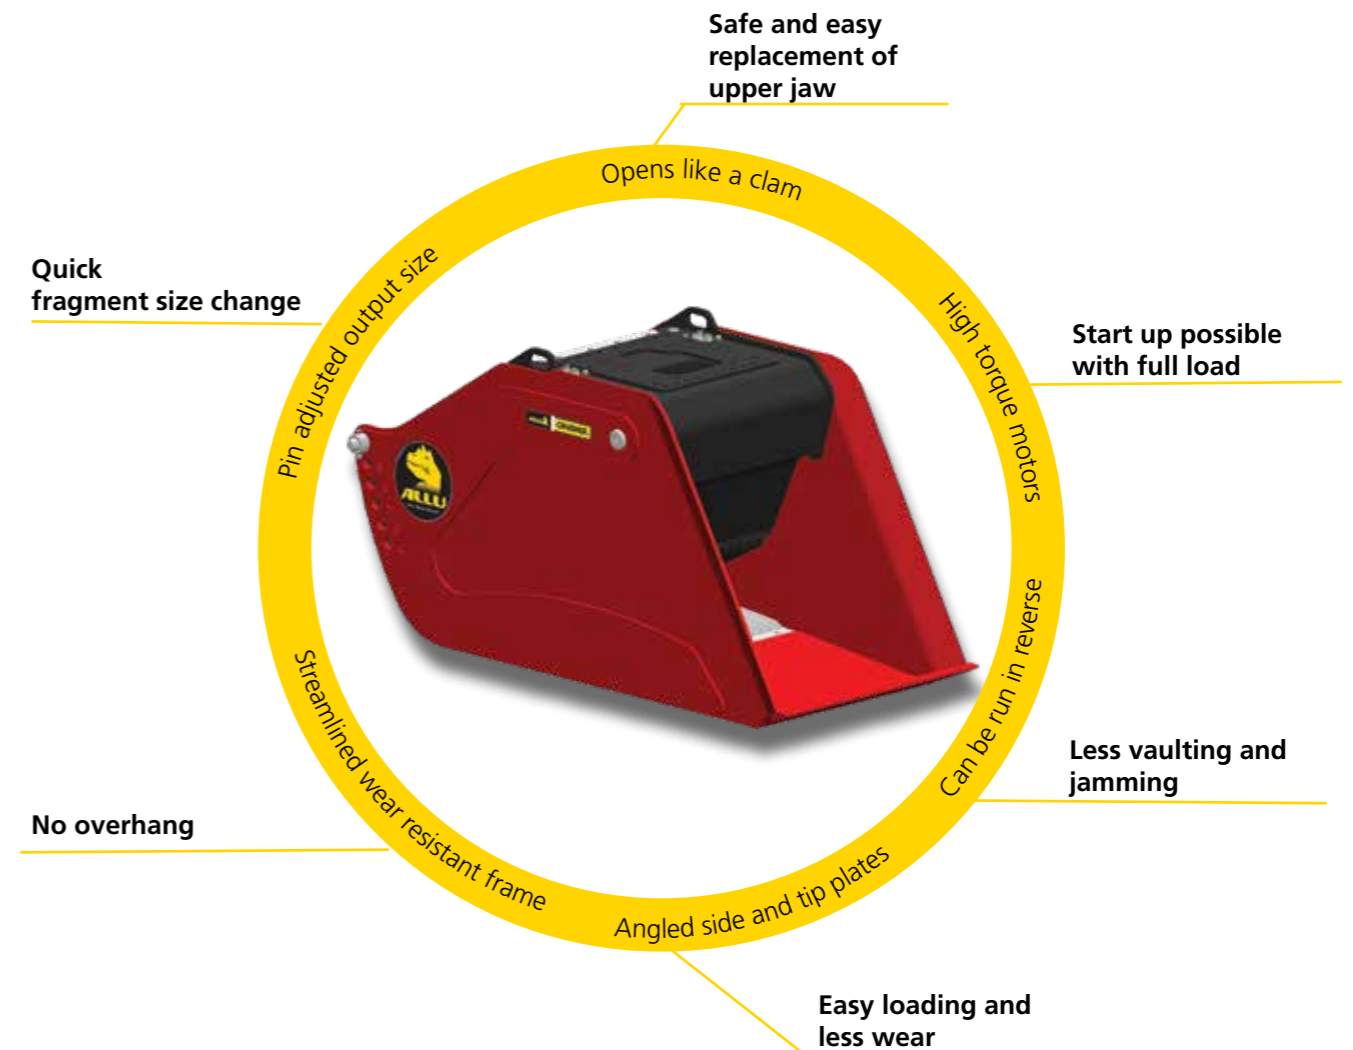 Safe and easy
replacement of
upper jaw
Opens like a clam
Quick
fragment size change
Pin adjusted output size
High torque motors
Start up possible
with full load
ALLU
CRUSHER
Can be run in reverse
Less vaulting and
jamming
Streamlined wear resistant frame
No overhang
Angled side and tip plates
Easy loading and
less wear